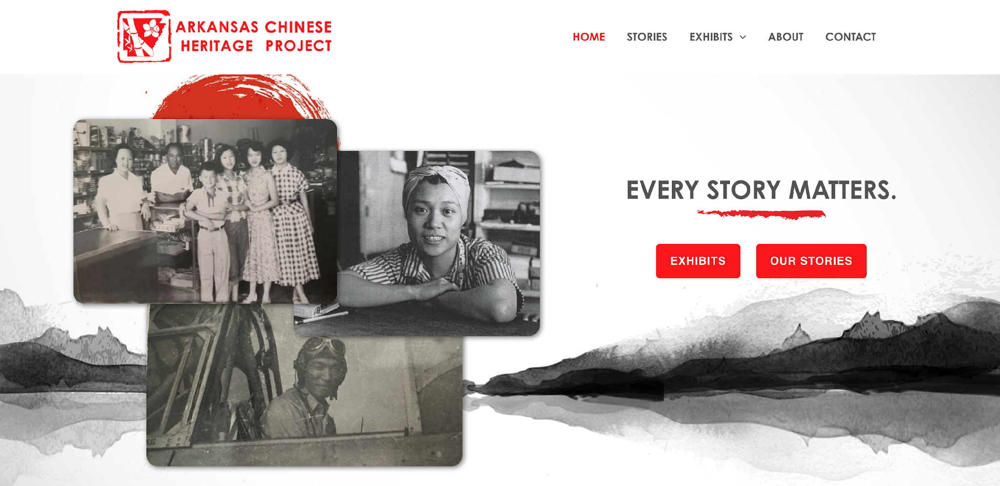 ARKANSAS CHINESE
HERITAGE PROJECT
HOME STORIES EXHIBITS ABOUT CONTACT
EVERY STORY MATTERS.
EXHIBITS OUR STORIES